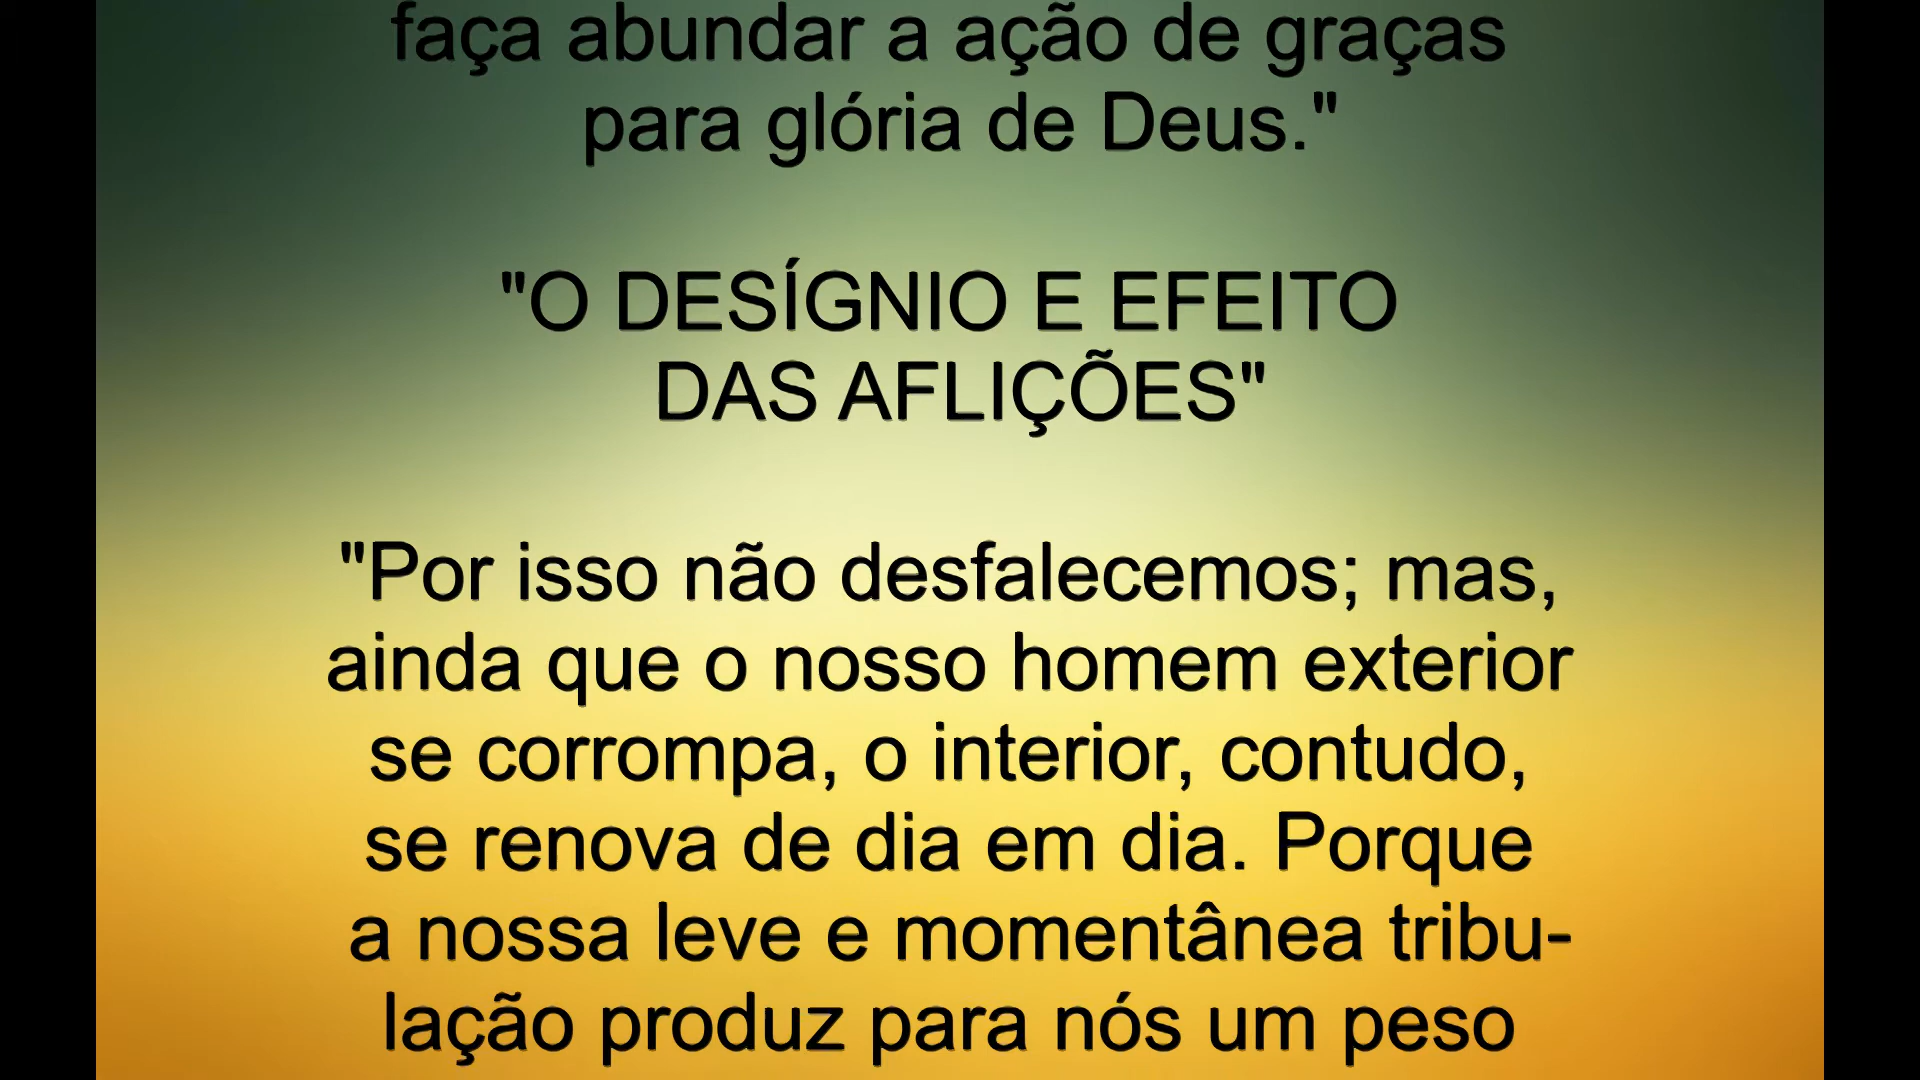 faça abundar a ação de graças
para glória de Deus."
"O DESÍGNIO E EFEITO
DAS AFLIÇÕES"
"Por isso não desfalecemos; mas,
ainda que o nosso homem exterior
se corrompa, o interior, contudo,
se renova de dia em dia. Porque
a nossa leve e momentânea tribu-
lação produz para nós um peso